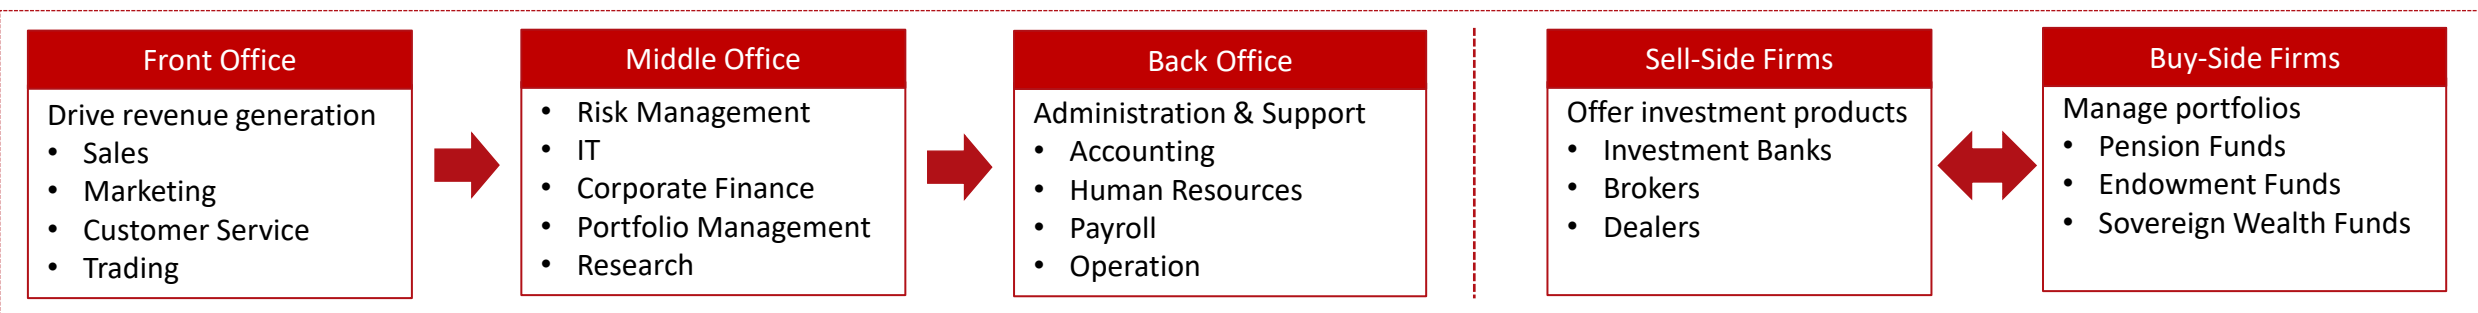 Front Office
Drive revenue generation
• Sales
• Marketing
• Customer Service
• Trading
Middle Office
• Risk Management
• IT
• Corporate Finance
• Portfolio Management
• Research
Back Office
Administration & Support
• Accounting
• Human Resources
• Payroll
• Operation
Sell-Side Firms
Offer investment products
• Investment Banks
• Brokers
• Dealers
Buy-Side Firms
Manage portfolios
• Pension Funds
• Endowment Funds
• Sovereign Wealth Funds